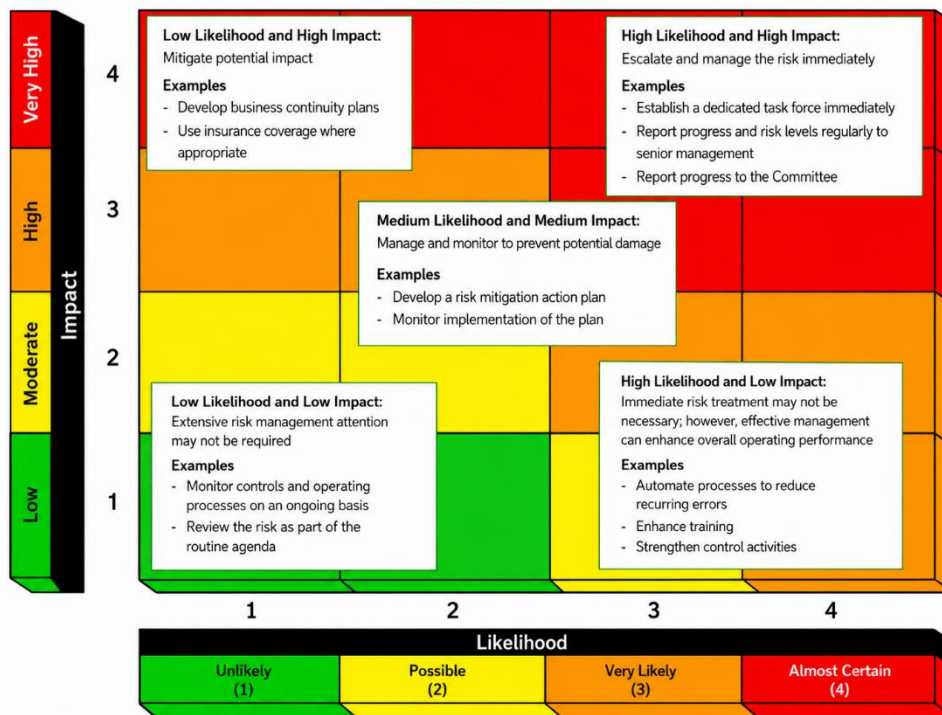 Very High
High
Moderate
Low
Impact
4
3
2
1
Low Likelihood and High Impact:
Mitigate potential impact
Examples
- Develop business continuity plans
- Use insurance coverage where
appropriate
High Likelihood and High Impact:
Escalate and manage the risk immediately
Examples
- Establish a dedicated task force immediately
- Report progress and risk levels regularly to
senior management
- Report progress to the Committee
Medium Likelihood and Medium Impact:
Manage and monitor to prevent potential damage
Examples
- Develop a risk mitigation action plan
- Monitor implementation of the plan
Low Likelihood and Low Impact:
Extensive risk management attention
may not be required
Examples
- Monitor controls and operating
processes on an ongoing basis
- Review the risk as part of the
routine agenda
High Likelihood and Low Impact:
Immediate risk treatment may not be
necessary; however, effective management
can enhance overall operating performance
Examples
- Automate processes to reduce
recurring errors
- Enhance training
- Strengthen control activities
1 2 3 4
Likelihood
Unlikely
(1)
Possible
(2)
Very Likely
(3)
Almost Certain
(4)